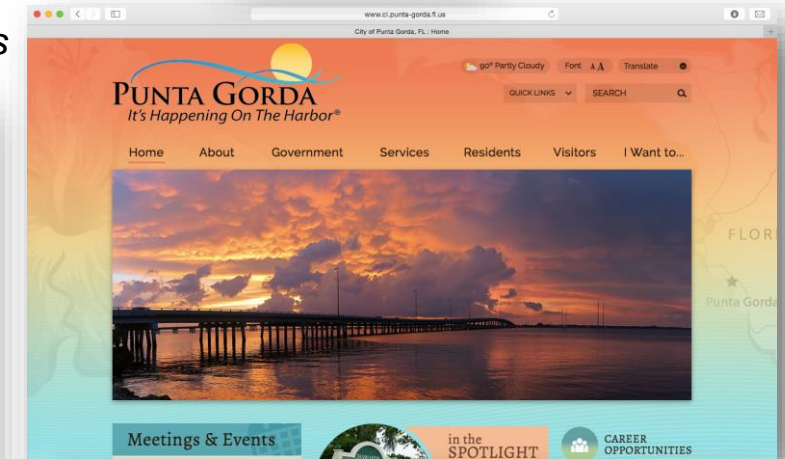 s
www.ci.punta-gorda.fl.us
City of Punta Gorda, FL : Home
90° Partly Cloudy Font A A Translate
PUNTA GORDA
It's Happening On The Harbor®
QUICK LINKS SEARCH
Home About Government Services Residents Visitors I Want to...
FLOR
Punta Gorda
Meetings & Events
in the
SPOTLIGHT
CAREER
OPPORTUNITIES